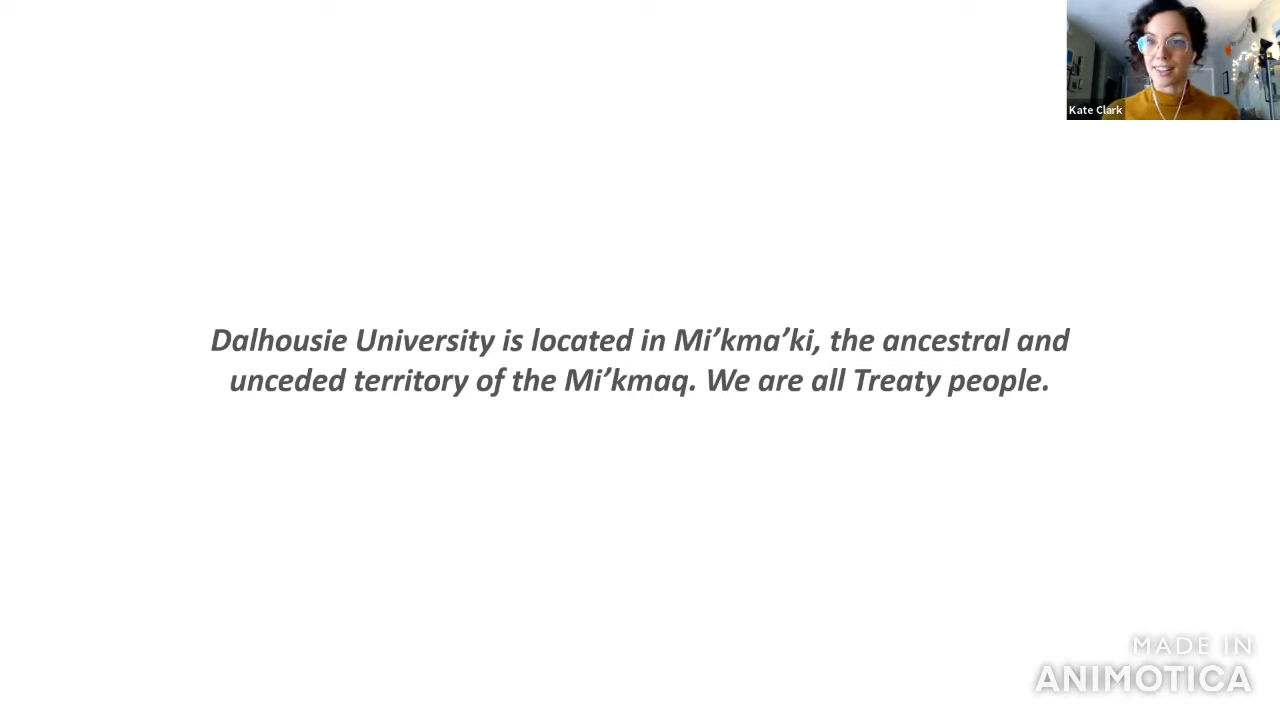 Kate Clark
Dalhousie University is located in Mi’kma’ki, the ancestral and
unceded territory of the Mi’kmaq. We are all Treaty people.
MADE IN
ANIMOTICA